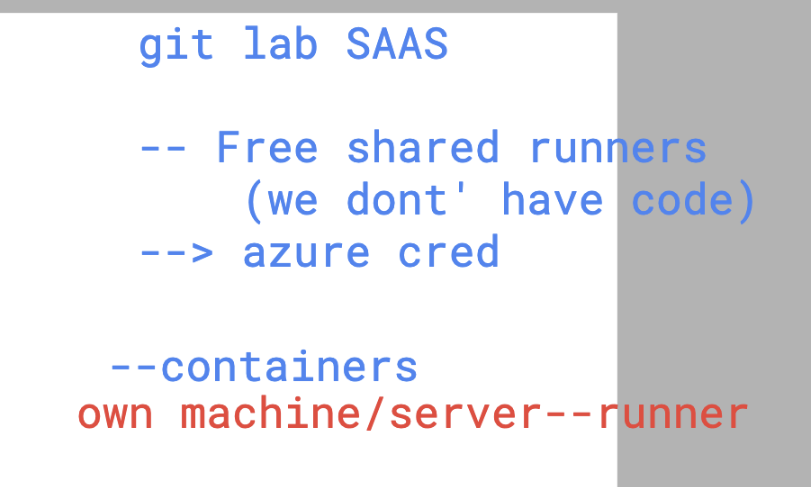 git lab SAAS
-- Free shared runners
(we dont' have code)
--> azure cred
--containers
own machine/server--runner